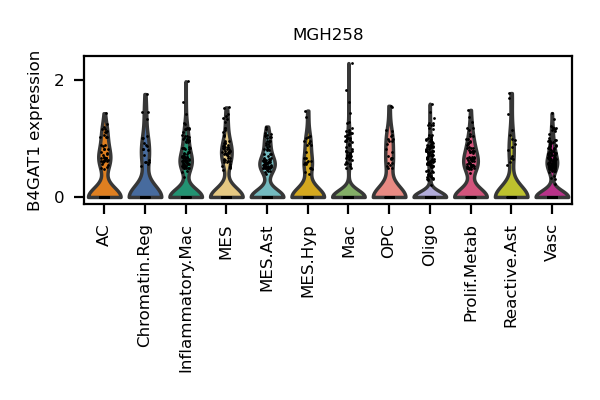 MGH258
B4GAT1 expression
2
0
AC
Chromatin.Reg
Inflammatory.Mac
MES
MES.Ast
MES.Hyp
Mac
OPC
Oligo
Prolif.Metab
Reactive.Ast
Vasc